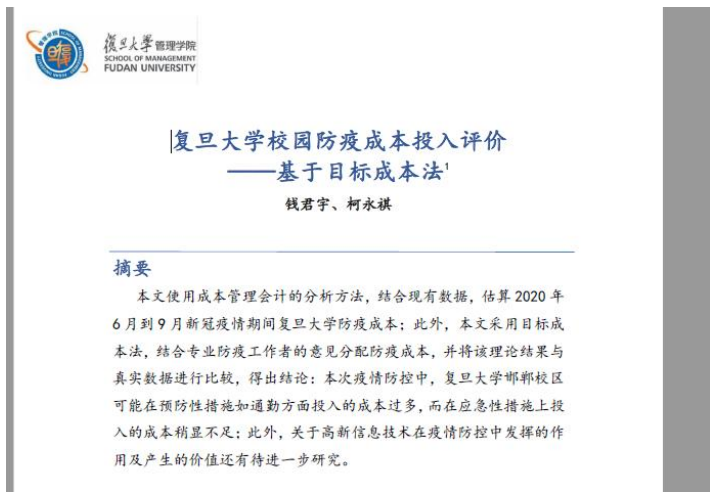 復旦大學 管理学院
SCHOOL OF MANAGEMENT
FUDAN UNIVERSITY
复旦大学校园防疫成本投入评价
——基于目标成本法¹
钱君宇、柯永祺
摘要
本文使用成本管理会计的分析方法，结合现有数据，估算 2020 年
6 月到 9 月新冠疫情期间复旦大学防疫成本；此外，本文采用目标成
本法，结合专业防疫工作者的意见分配防疫成本，并将该理论结果与
真实数据进行比较，得出结论：本次疫情防控中，复旦大学邯郸校区
可能在预防性措施如通勤方面投入的成本过多，而在应急性措施上投
入的成本稍显不足；此外，关于高新信息技术在疫情防控中发挥的作
用及产生的价值还有待进一步研究。